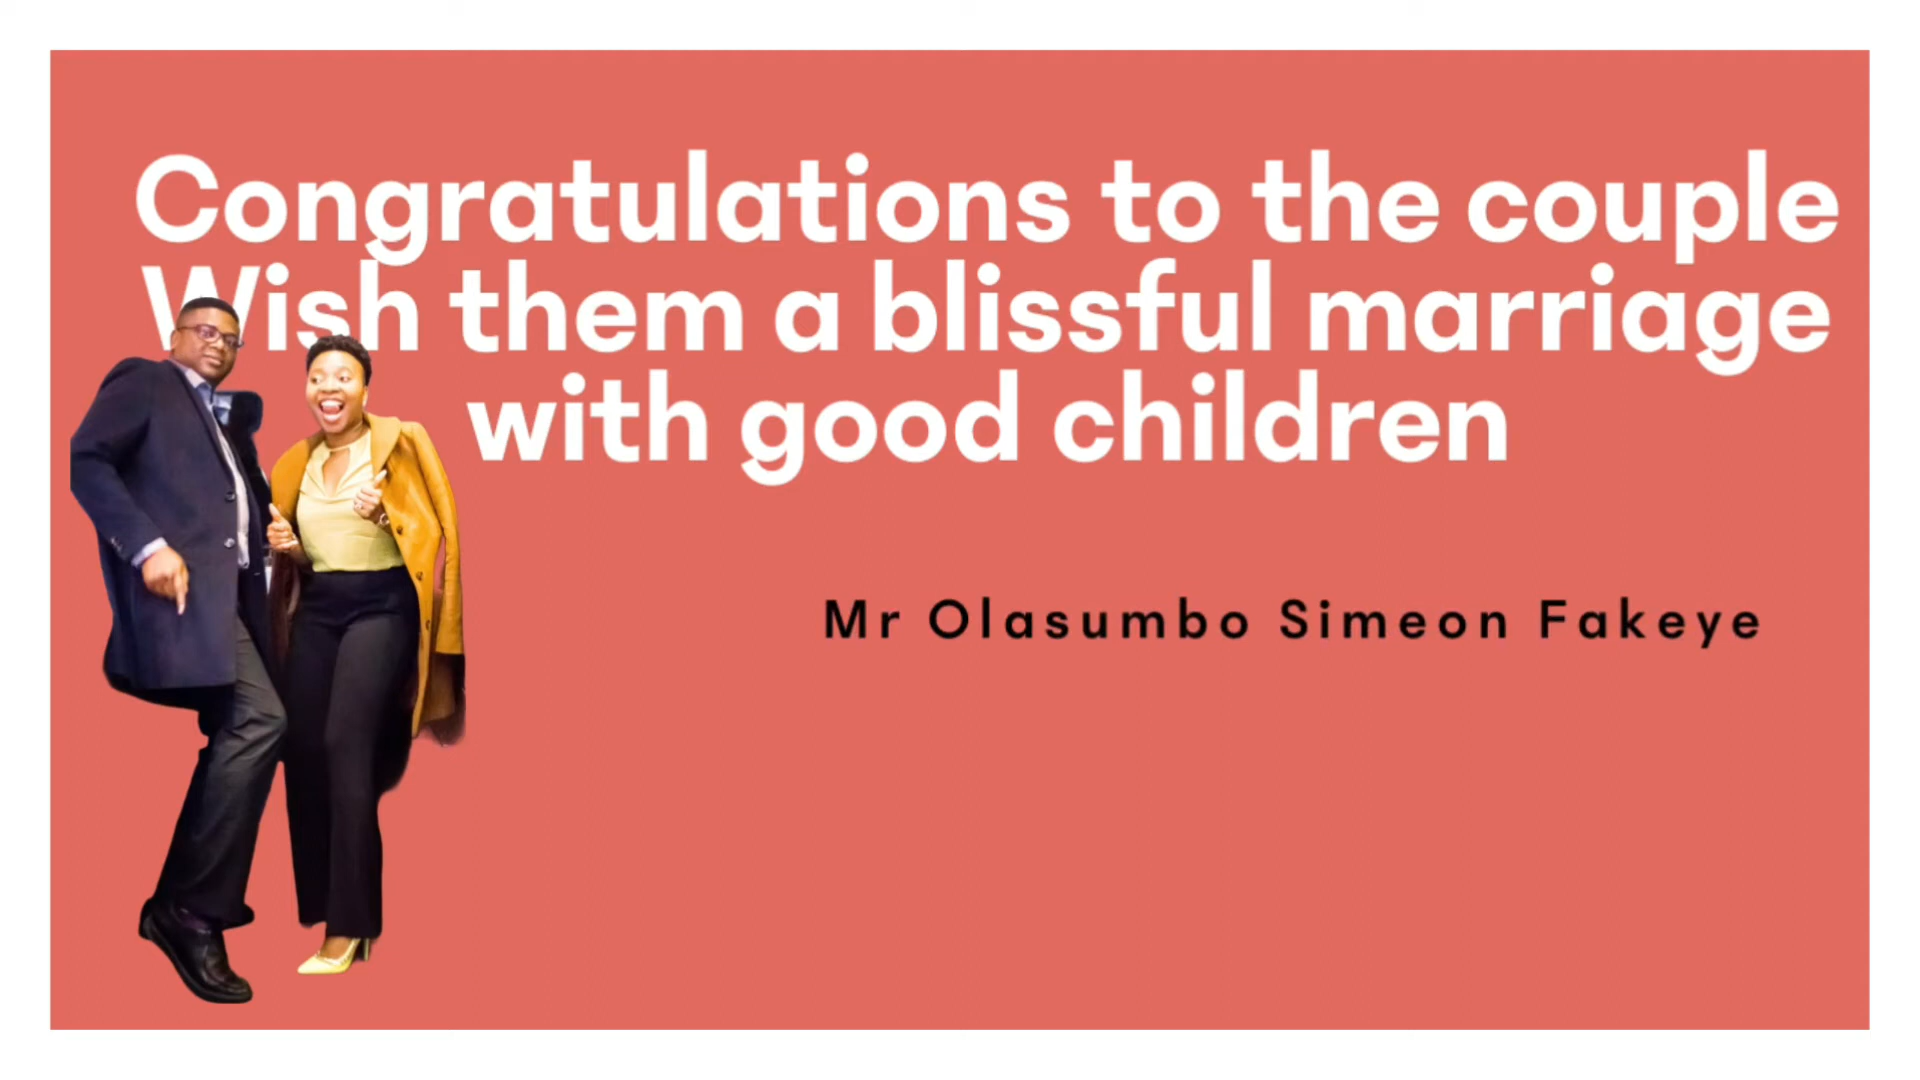 Congratulations to the couple
Wish them a blissful marriage
with good children
Mr Olasumbo Simeon Fakeye